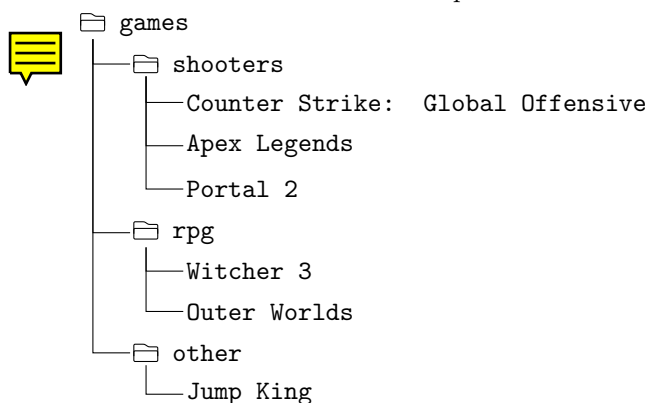 games
shooters
Counter Strike: Global Offensive
Apex Legends
Portal 2
rpg
Witcher 3
Outer Worlds
other
Jump King